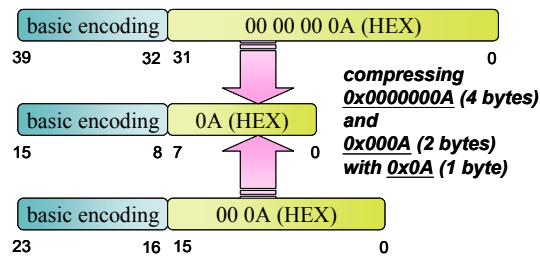 basic encoding 00 00 00 0A (HEX)
39 32 31 0
compressing
0x0000000A (4 bytes)
and
0x000A (2 bytes)
with 0x0A (1 byte)
basic encoding 0A (HEX)
15 8 7 0
basic encoding 00 0A (HEX)
23 16 15 0